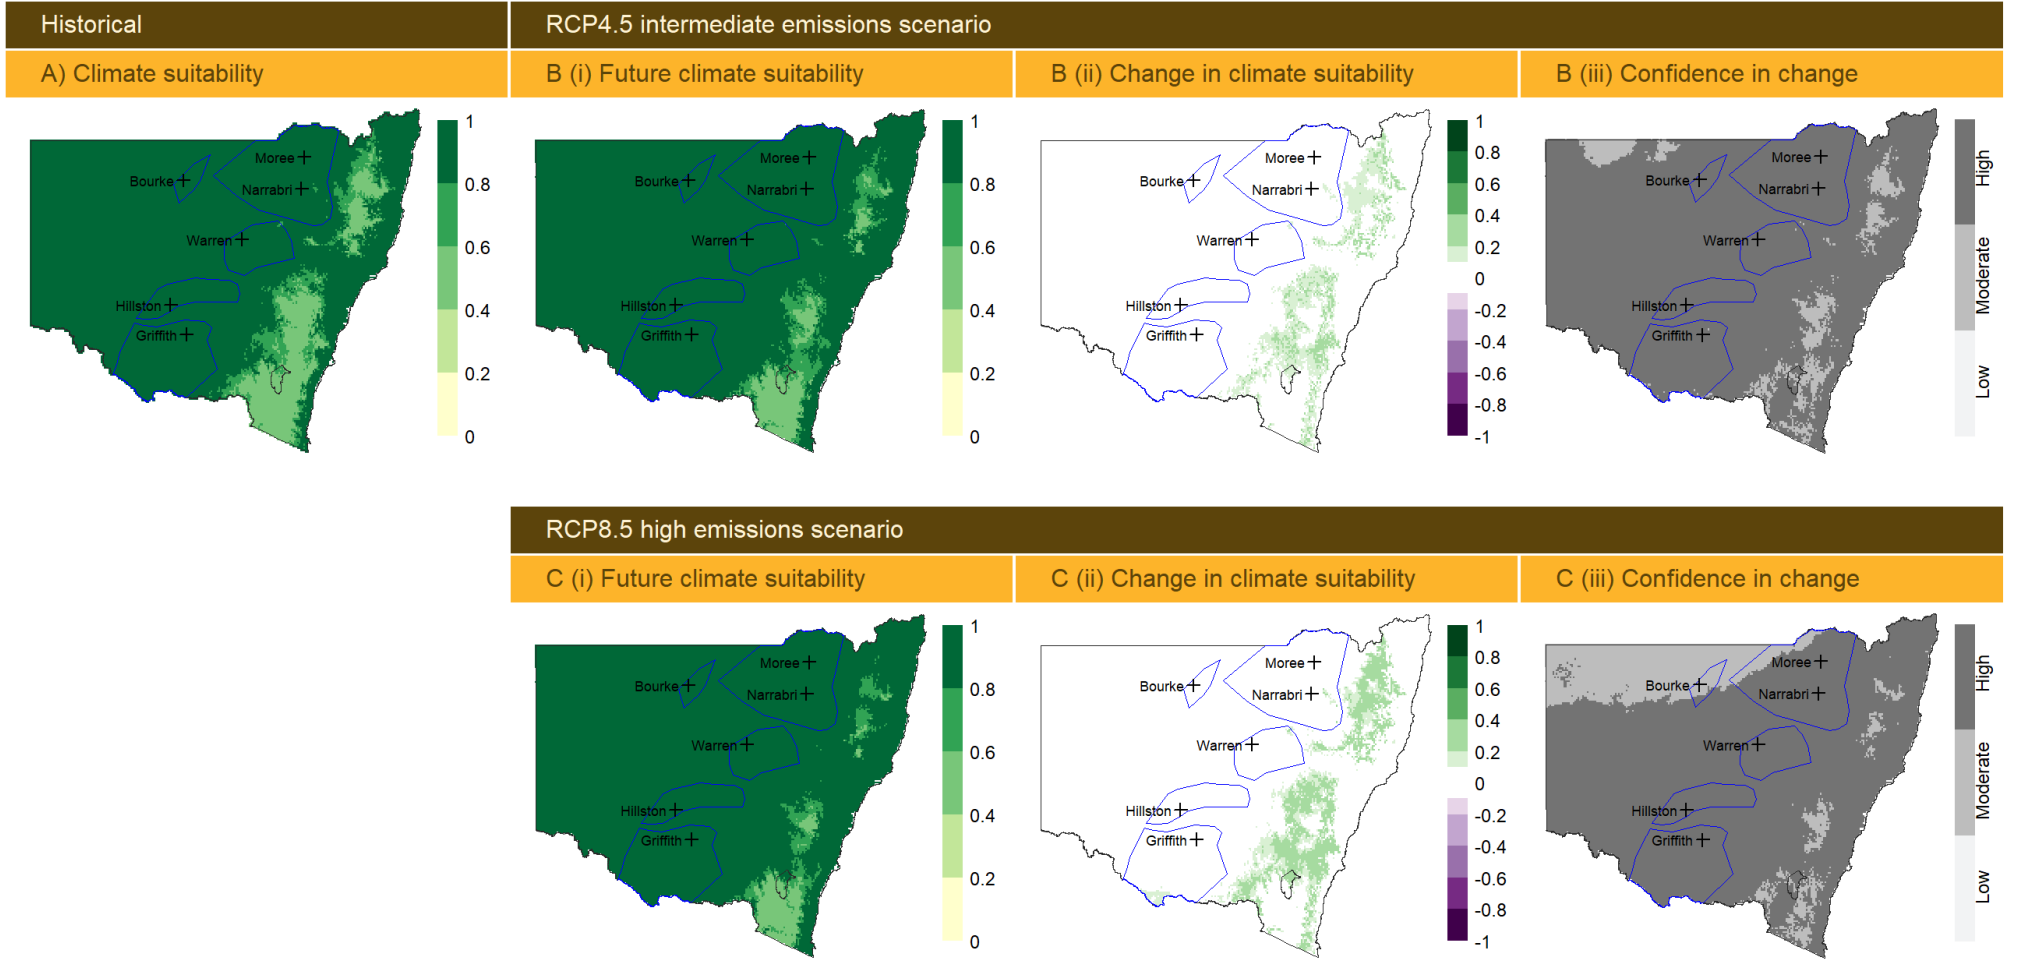 Historical
RCP4.5 intermediate emissions scenario
A) Climate suitability
B (i) Future climate suitability
B (ii) Change in climate suitability
B (iii) Confidence in change
Moree
Bourke
Narrabri
Warren
Hillston
Griffith
1
0.8
0.6
0.4
0.2
0
Moree
Bourke
Narrabri
Warren
Hillston
Griffith
1
0.8
0.6
0.4
0.2
0
Moree
Bourke
Narrabri
Warren
Hillston
Griffith
1
0.8
0.6
0.4
0.2
0
-0.2
-0.4
-0.6
-0.8
-1
Moree
Bourke
Narrabri
Warren
Hillston
Griffith
High
Moderate
Low
RCP8.5 high emissions scenario
C (i) Future climate suitability
C (ii) Change in climate suitability
C (iii) Confidence in change
Moree
Bourke
Narrabri
Warren
Hillston
Griffith
1
0.8
0.6
0.4
0.2
0
Moree
Bourke
Narrabri
Warren
Hillston
Griffith
1
0.8
0.6
0.4
0.2
0
-0.2
-0.4
-0.6
-0.8
-1
Moree
Bourke
Narrabri
Warren
Hillston
Griffith
High
Moderate
Low